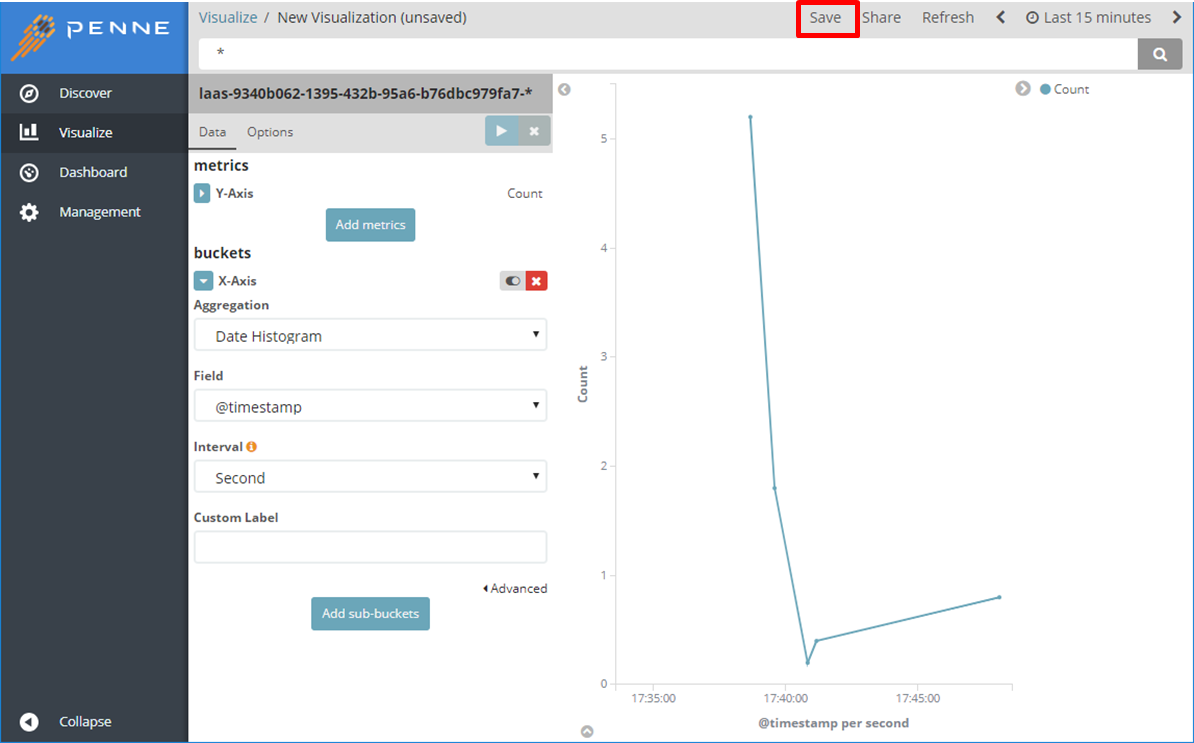 PENNE
Visualize / New Visualization (unsaved)
Save Share Refresh Last 15 minutes
*
Discover
Visualize
Dashboard
Management
Collapse
laas-9340b062-1395-432b-95a6-b76dbc979fa7-*
Data Options
metrics
Y-Axis Count
Add metrics
buckets
X-Axis
Aggregation
Date Histogram
Field
@timestamp
Interval
Second
Custom Label
Advanced
Add sub-buckets
Count
5
4
3
2
1
0
Count
17:35:00 17:40:00 17:45:00
@timestamp per second